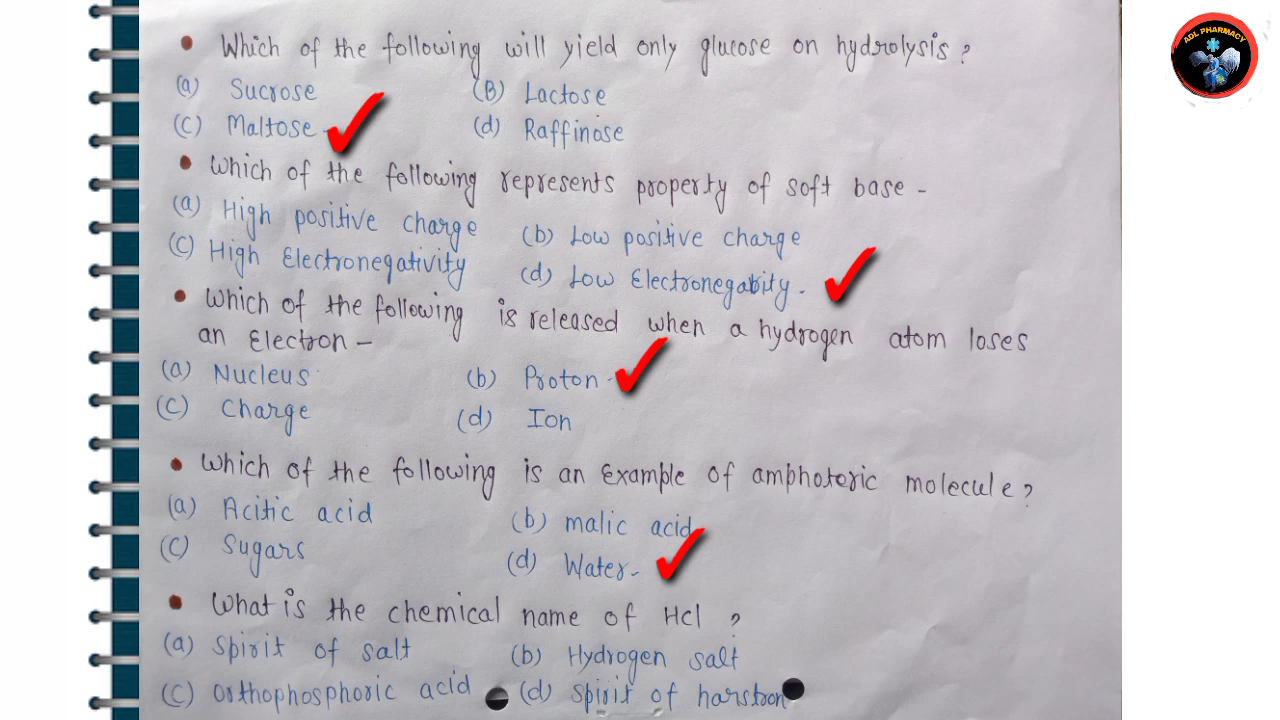 ADL PHARMACY
• Which of the following will yield only glucose on hydrolysis ?
(a) Sucrose (B) Lactose
(c) Maltose - (d) Raffinose
• Which of the following represents property of soft base -
(a) High positive charge (b) Low positive charge
(c) High Electronegativity (d) Low Electronegativity -
• Which of the following is released when a hydrogen atom loses
an Electron -
(a) Nucleus (b) Proton -
(c) Charge (d) Ion
• Which of the following is an Example of amphoteric molecule ?
(a) Acitic acid (b) malic acid
(c) Sugars (d) Water -
• What is the chemical name of Hcl ?
(a) Spirit of salt (b) Hydrogen salt
(c) Orthophosphoric acid (d) Spirit of harstron